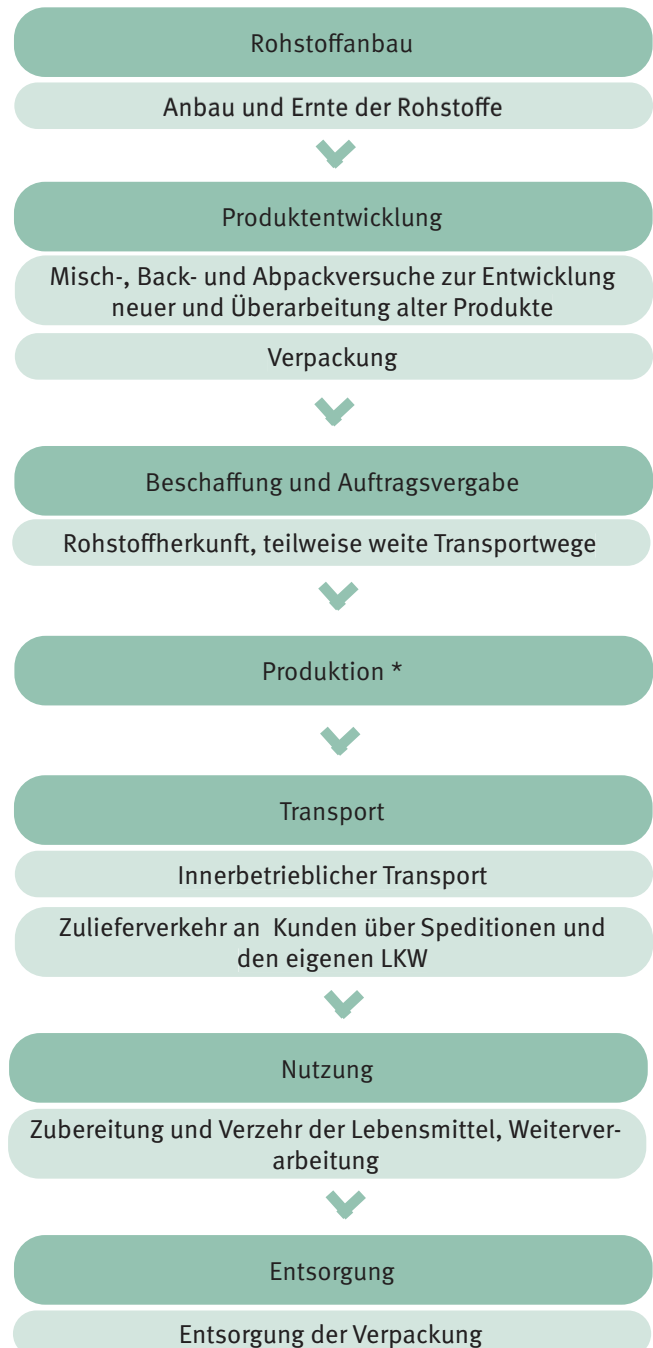 Rohstoffanbau
Anbau und Ernte der Rohstoffe
Produktentwicklung
Misch-, Back- und Abpackversuche zur Entwicklung
neuer und Überarbeitung alter Produkte
Verpackung
Beschaffung und Auftragsvergabe
Rohstoffherkunft, teilweise weite Transportwege
Produktion *
Transport
Innerbetrieblicher Transport
Zulieferverkehr an Kunden über Speditionen und
den eigenen LKW
Nutzung
Zubereitung und Verzehr der Lebensmittel, Weiterver-
arbeitung
Entsorgung
Entsorgung der Verpackung